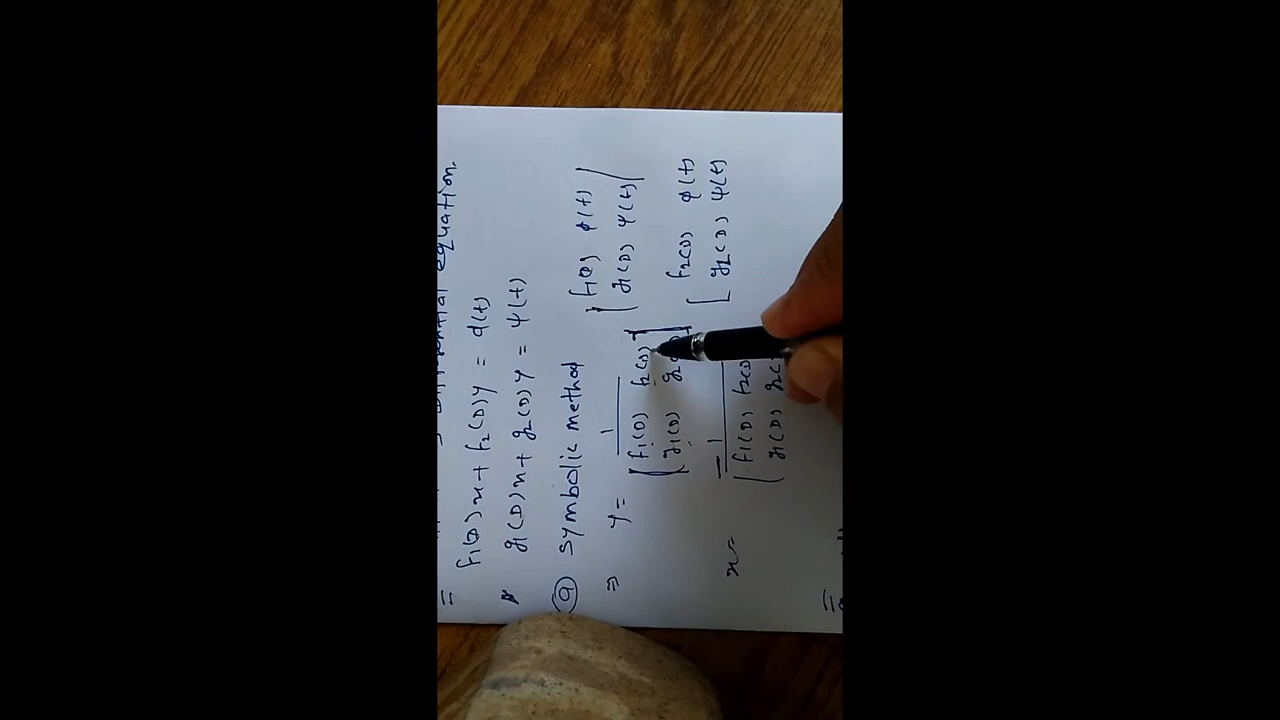 Differential equation.
= f1(D)x + f2(D)y = ϕ(t)
g1(D)x + g2(D)y = ψ(t)
(a) symbolic method
⇒ y = 1 | f1(D) ϕ(t) |
| f1(D) f2(D) | | g1(D) ψ(t) |
| g1(D) g2(D) |
x = -1 [ f2(D) ϕ(t)
| f1(D) f2(D) [ g2(D) ψ(t)
g1(D) g2(